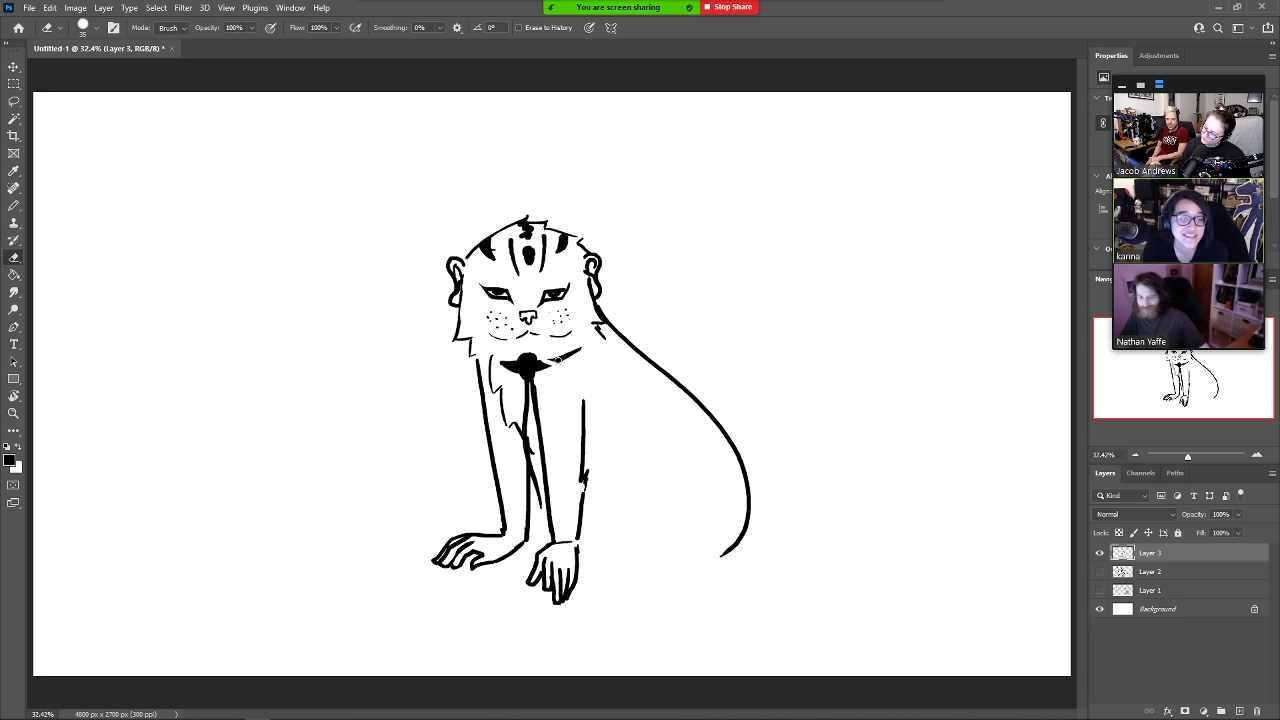 You are screen sharing
Stop Share
Ps
File Edit Image Layer Type Select Filter 3D View Plugins Window Help
35
Mode: Brush Opacity: 100% Flow: 100% Smoothing: 0% 0° Erase to History
Untitled-1 @ 32.4% (Layer 3, RGB/8) *
Properties Adjustments
Jacob Andrews
karina
Nathan Yaffe
32.42%
Layers Channels Paths
Kind
Normal Opacity: 100%
Lock: Fill: 100%
Layer 3
Layer 2
Layer 1
Background
32.42% 4800 px x 2700 px (300 ppi)